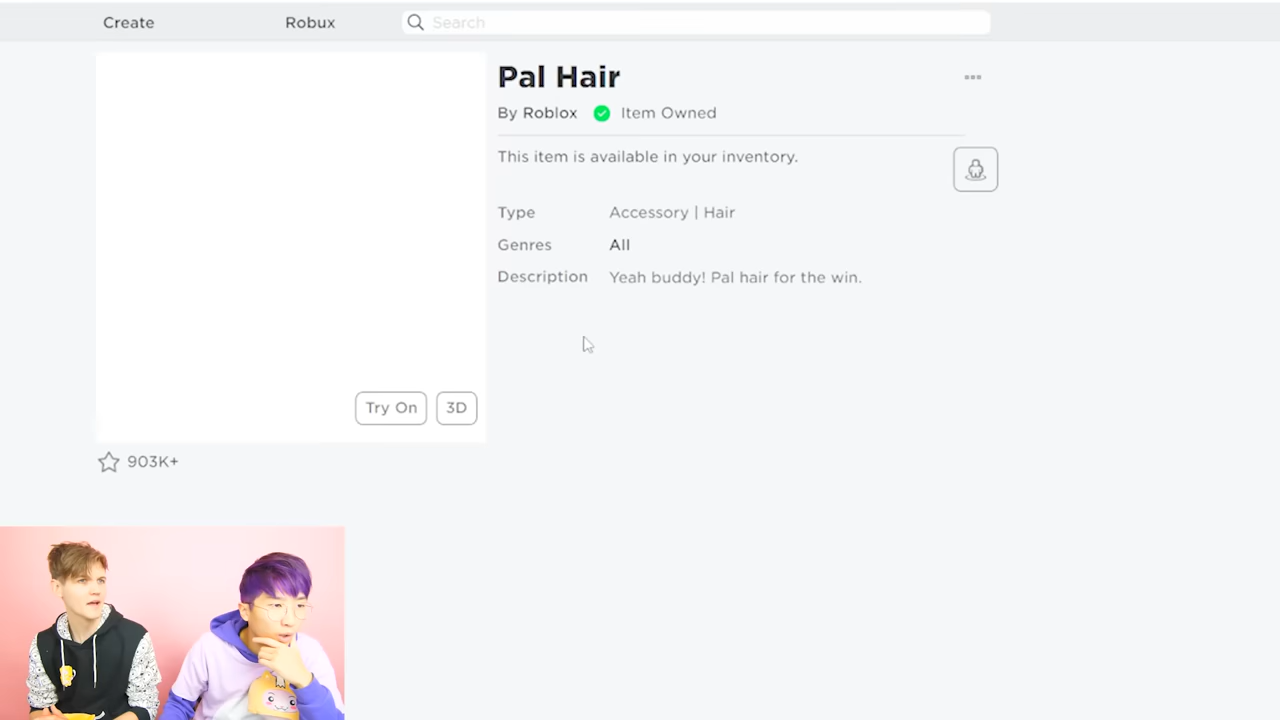 Create Robux Search
Pal Hair
By Roblox Item Owned
This item is available in your inventory.
Type Accessory | Hair
Genres All
Description Yeah buddy! Pal hair for the win.
Try On 3D
903K+